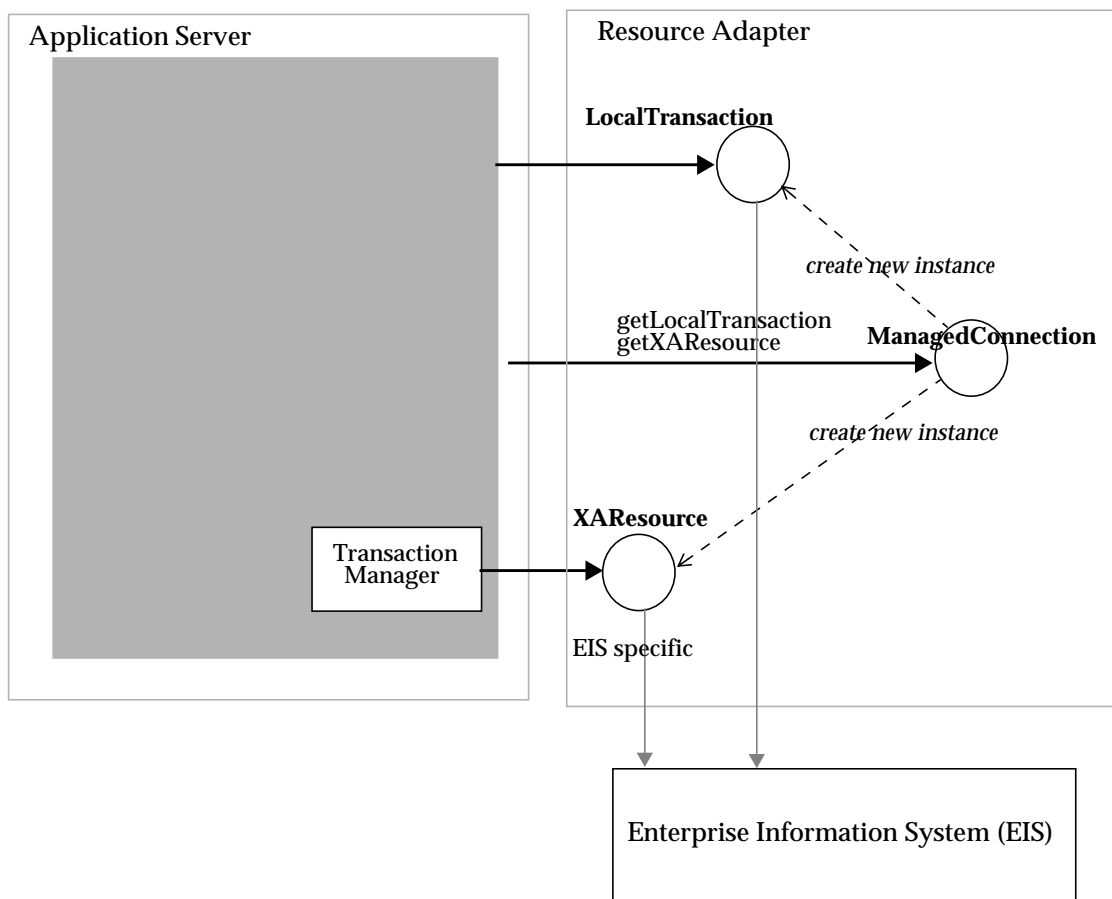 Application Server
Resource Adapter
LocalTransaction
create new instance
getLocalTransaction
getXAResource
ManagedConnection
create new instance
XAResource
Transaction
Manager
EIS specific
Enterprise Information System (EIS)